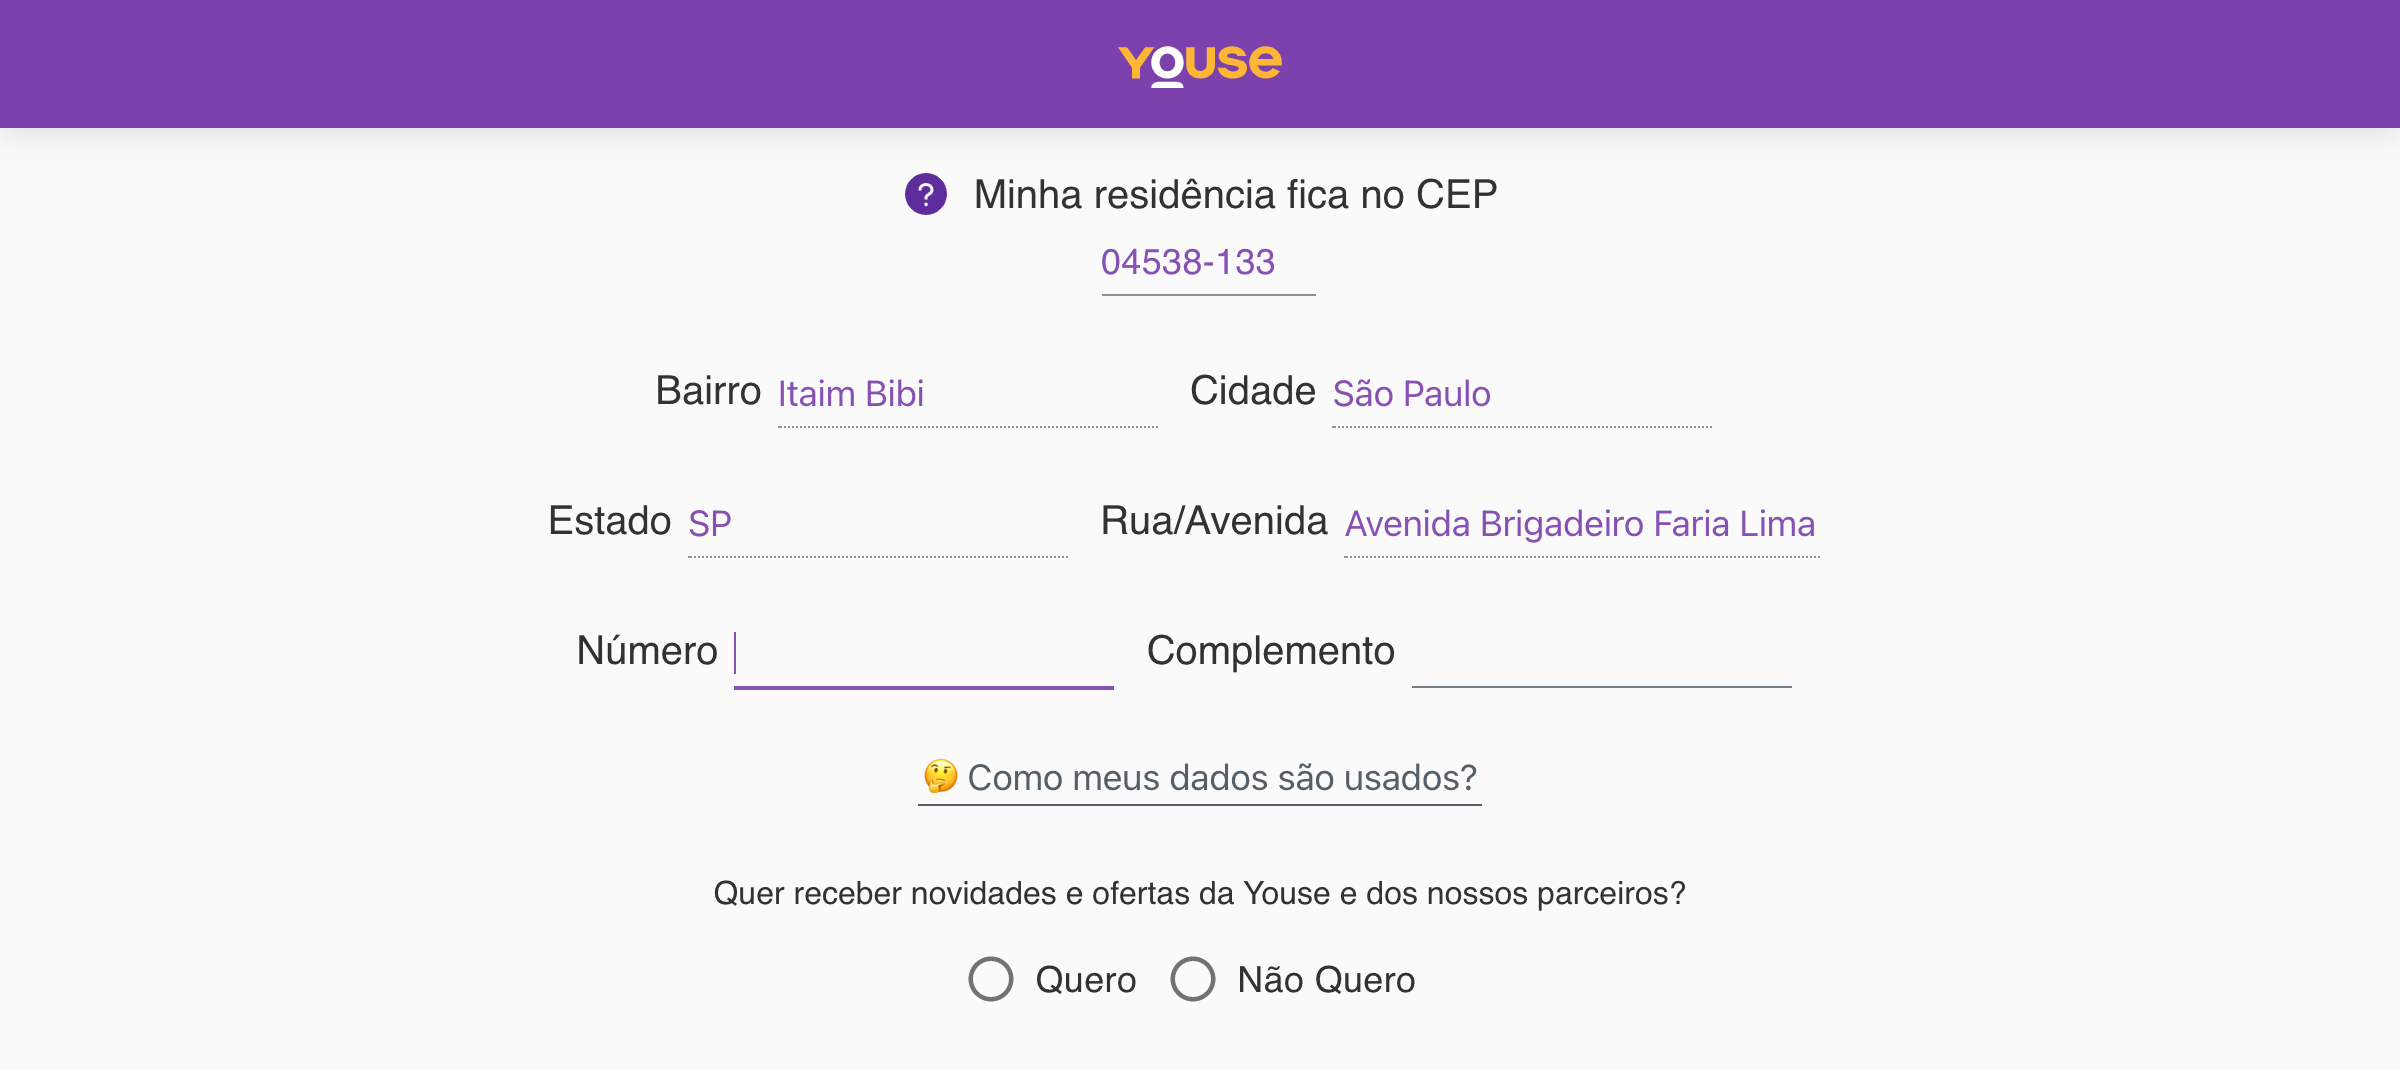 youse
? Minha residência fica no CEP
04538-133
Bairro Itaim Bibi Cidade São Paulo
Estado SP Rua/Avenida Avenida Brigadeiro Faria Lima
Número Complemento
🤔 Como meus dados são usados?
Quer receber novidades e ofertas da Youse e dos nossos parceiros?
Quero Não Quero